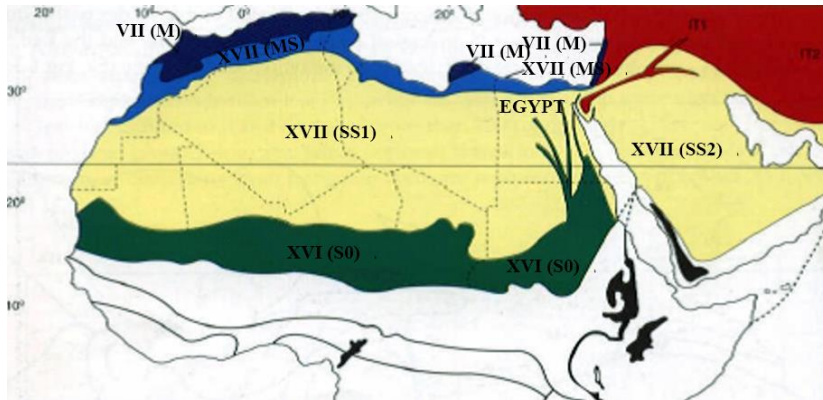 20° 10° 0° 10° 20°
VII (M)
XVII (MS)
VII (M)
VII (M)
XVII (MS)
IT1
IT2
30°
EGYPT
XVII (SS1)
XVII (SS2)
20°
XVI (S0)
XVI (S0)
10°